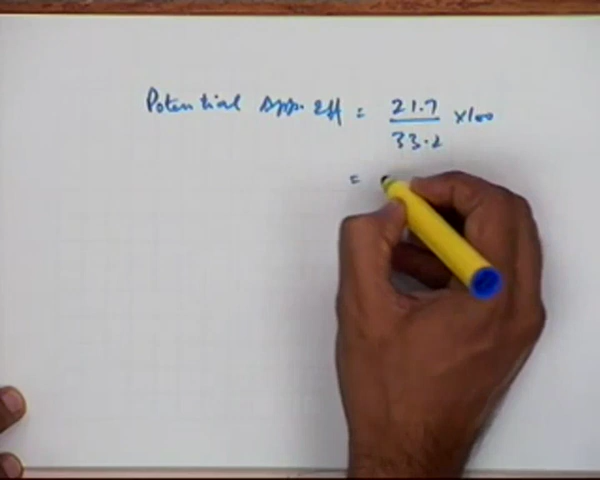 Potential App. Eff = 21.7 / 33.2 × 100
=